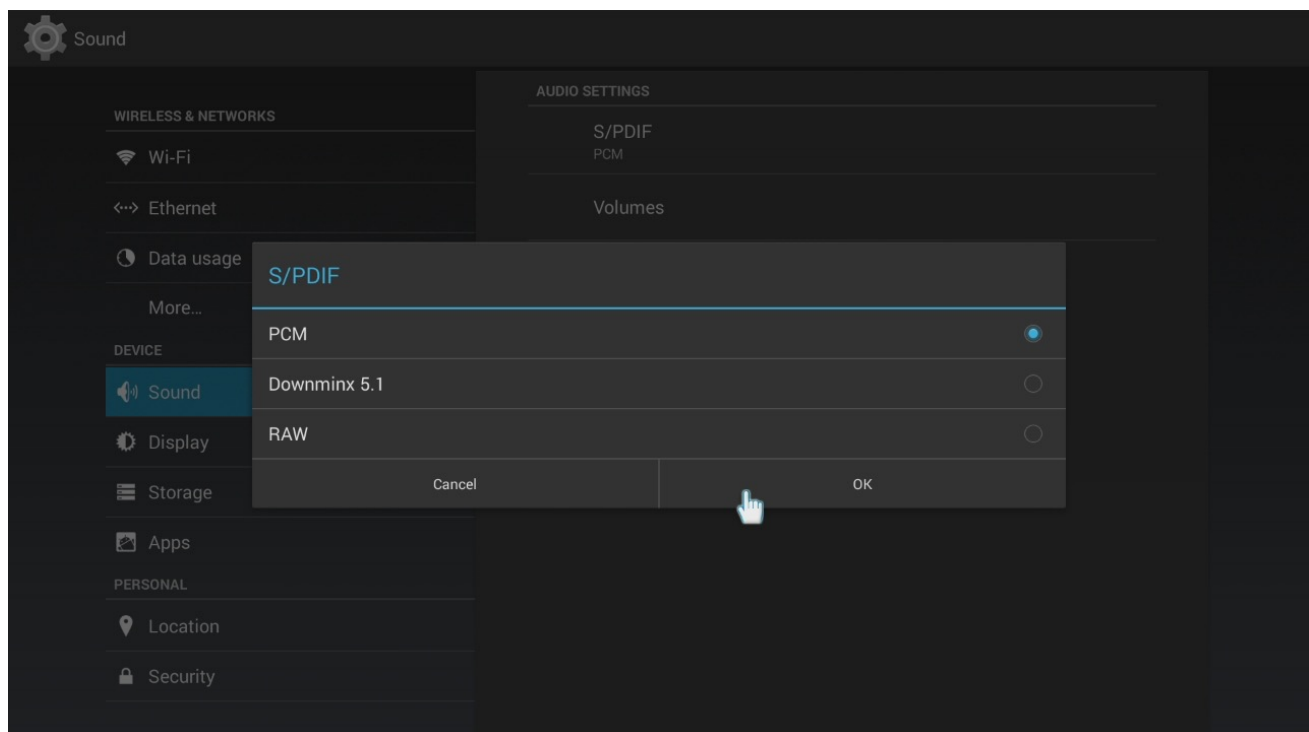 Sound
WIRELESS & NETWORKS
Wi-Fi
Ethernet
Data usage
More...
DEVICE
Sound
Display
Storage
Apps
PERSONAL
Location
Security
AUDIO SETTINGS
S/PDIF
PCM
Volumes
S/PDIF
PCM
Downminx 5.1
RAW
Cancel
OK